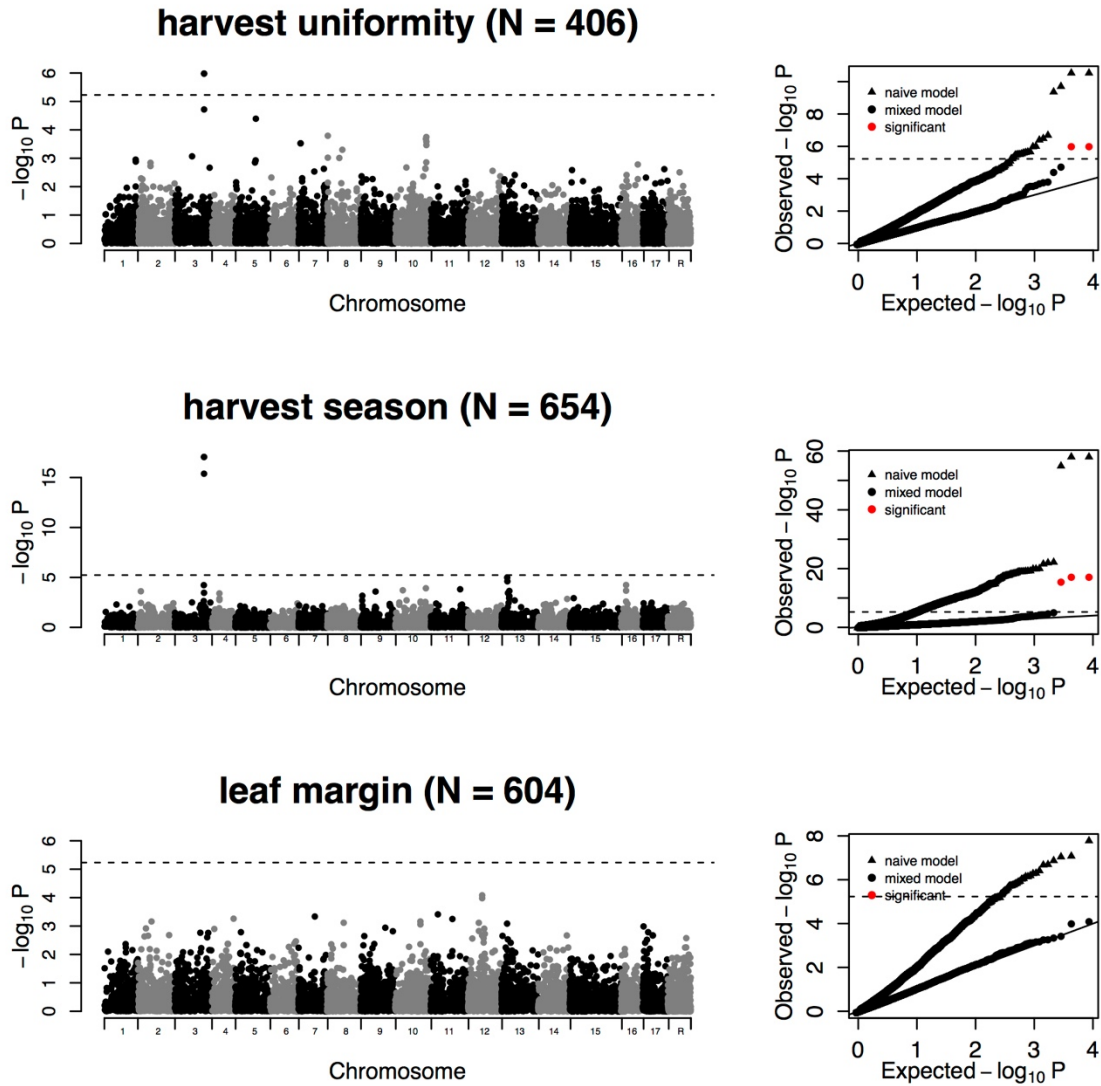 harvest uniformity (N = 406)
−log10 P
6
5
4
3
2
1
0
1 2 3 4 5 6 7 8 9 10 11 12 13 14 15 16 17 R
Chromosome
Observed − log10 P
8
6
4
2
0
naive model
mixed model
significant
0 1 2 3 4
Expected − log10 P
harvest season (N = 654)
−log10 P
15
10
5
0
1 2 3 4 5 6 7 8 9 10 11 12 13 14 15 16 17 R
Chromosome
Observed − log10 P
60
40
20
0
naive model
mixed model
significant
0 1 2 3 4
Expected − log10 P
leaf margin (N = 604)
−log10 P
6
5
4
3
2
1
0
1 2 3 4 5 6 7 8 9 10 11 12 13 14 15 16 17 R
Chromosome
Observed − log10 P
8
6
4
2
0
naive model
mixed model
significant
0 1 2 3 4
Expected − log10 P